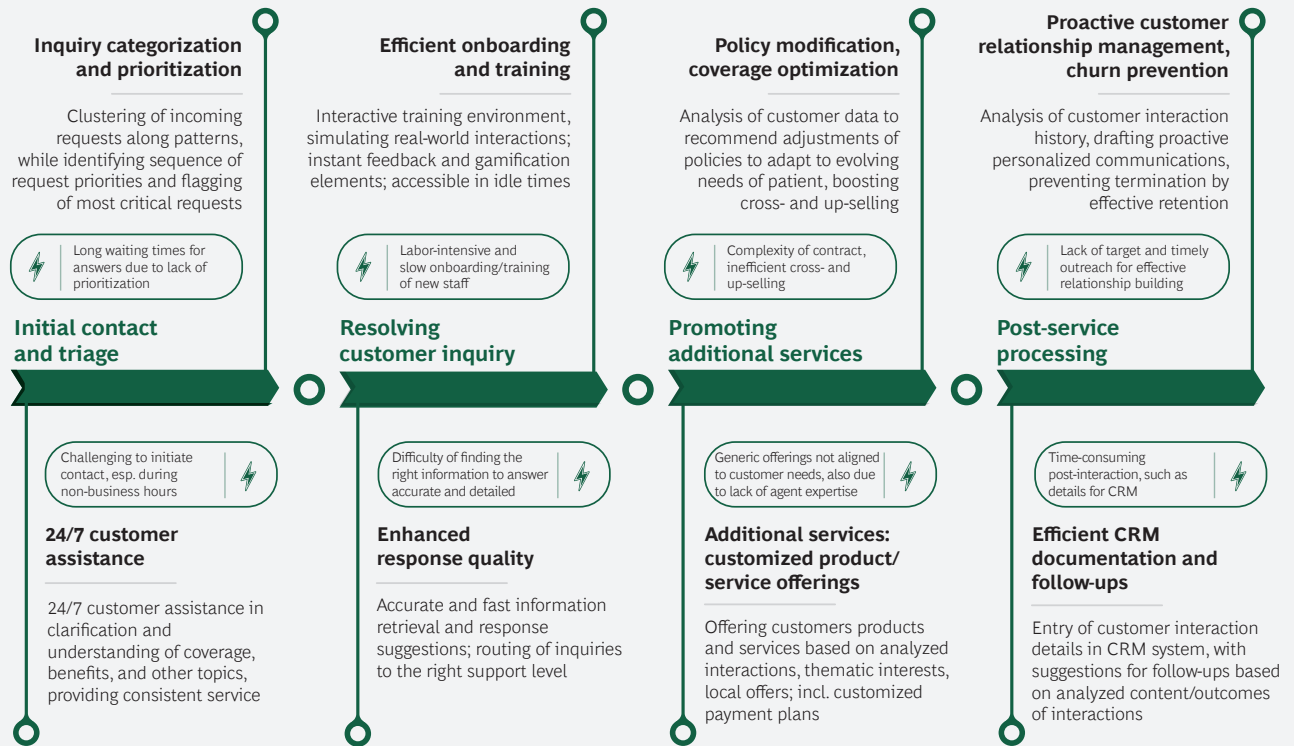 Inquiry categorization
and prioritization
Clustering of incoming
requests along patterns,
while identifying sequence of
request priorities and flagging
of most critical requests
Long waiting times for
answers due to lack of
prioritization
Initial contact
and triage
Challenging to initiate
contact, esp. during
non-business hours
24/7 customer
assistance
24/7 customer assistance in
clarification and
understanding of coverage,
benefits, and other topics,
providing consistent service
Efficient onboarding
and training
Interactive training environment,
simulating real-world interactions;
instant feedback and gamification
elements; accessible in idle times
Labor-intensive and
slow onboarding/training
of new staff
Resolving
customer inquiry
Difficulty of finding the
right information to answer
accurate and detailed
Enhanced
response quality
Accurate and fast information
retrieval and response
suggestions; routing of inquiries
to the right support level
Policy modification,
coverage optimization
Analysis of customer data to
recommend adjustments of
policies to adapt to evolving
needs of patient, boosting
cross- and up-selling
Complexity of contract,
inefficient cross- and
up-selling
Promoting
additional services
Generic offerings not aligned
to customer needs, also due
to lack of agent expertise
Additional services:
customized product/
service offerings
Offering customers products
and services based on analyzed
interactions, thematic interests,
local offers; incl. customized
payment plans
Proactive customer
relationship management,
churn prevention
Analysis of customer interaction
history, drafting proactive
personalized communications,
preventing termination by
effective retention
Lack of target and timely
outreach for effective
relationship building
Post-service
processing
Time-consuming
post-interaction, such as
details for CRM
Efficient CRM
documentation and
follow-ups
Entry of customer interaction
details in CRM system, with
suggestions for follow-ups based
on analyzed content/outcomes
of interactions